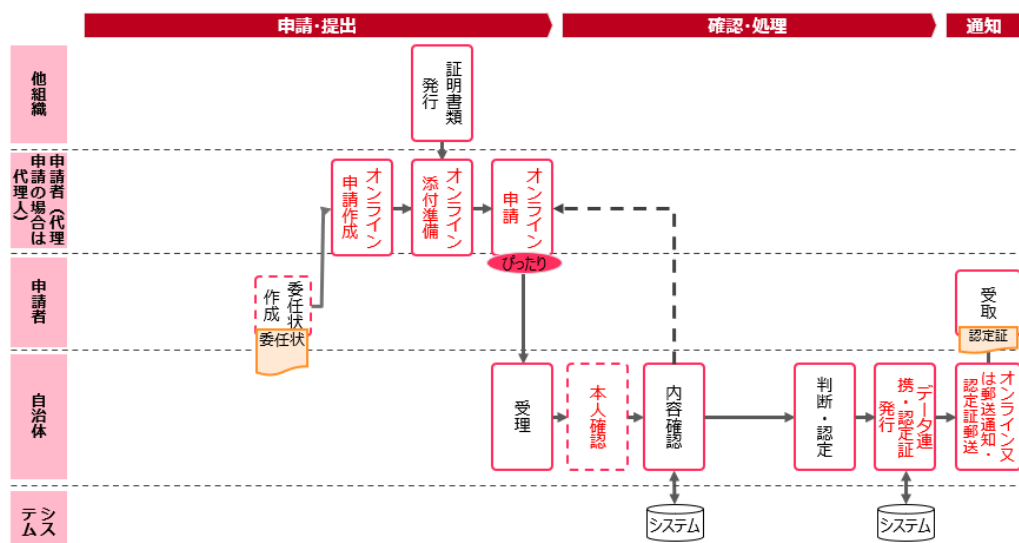 申請・提出
確認・処理
通知
他組織
証明書類
発行
申請者（代理
申請の場合は
代理人）
オンライン
申請作成
オンライン
添付準備
オンライン
申請
ぴったり
申請者
委任状
作成
委任状
受取
認定証
自治体
受理
本人確認
内容確認
判断・認定
データ連
携・認定証
発行
オンライン又
は郵送通知・
認定証郵送
シス
テム
システム
システム